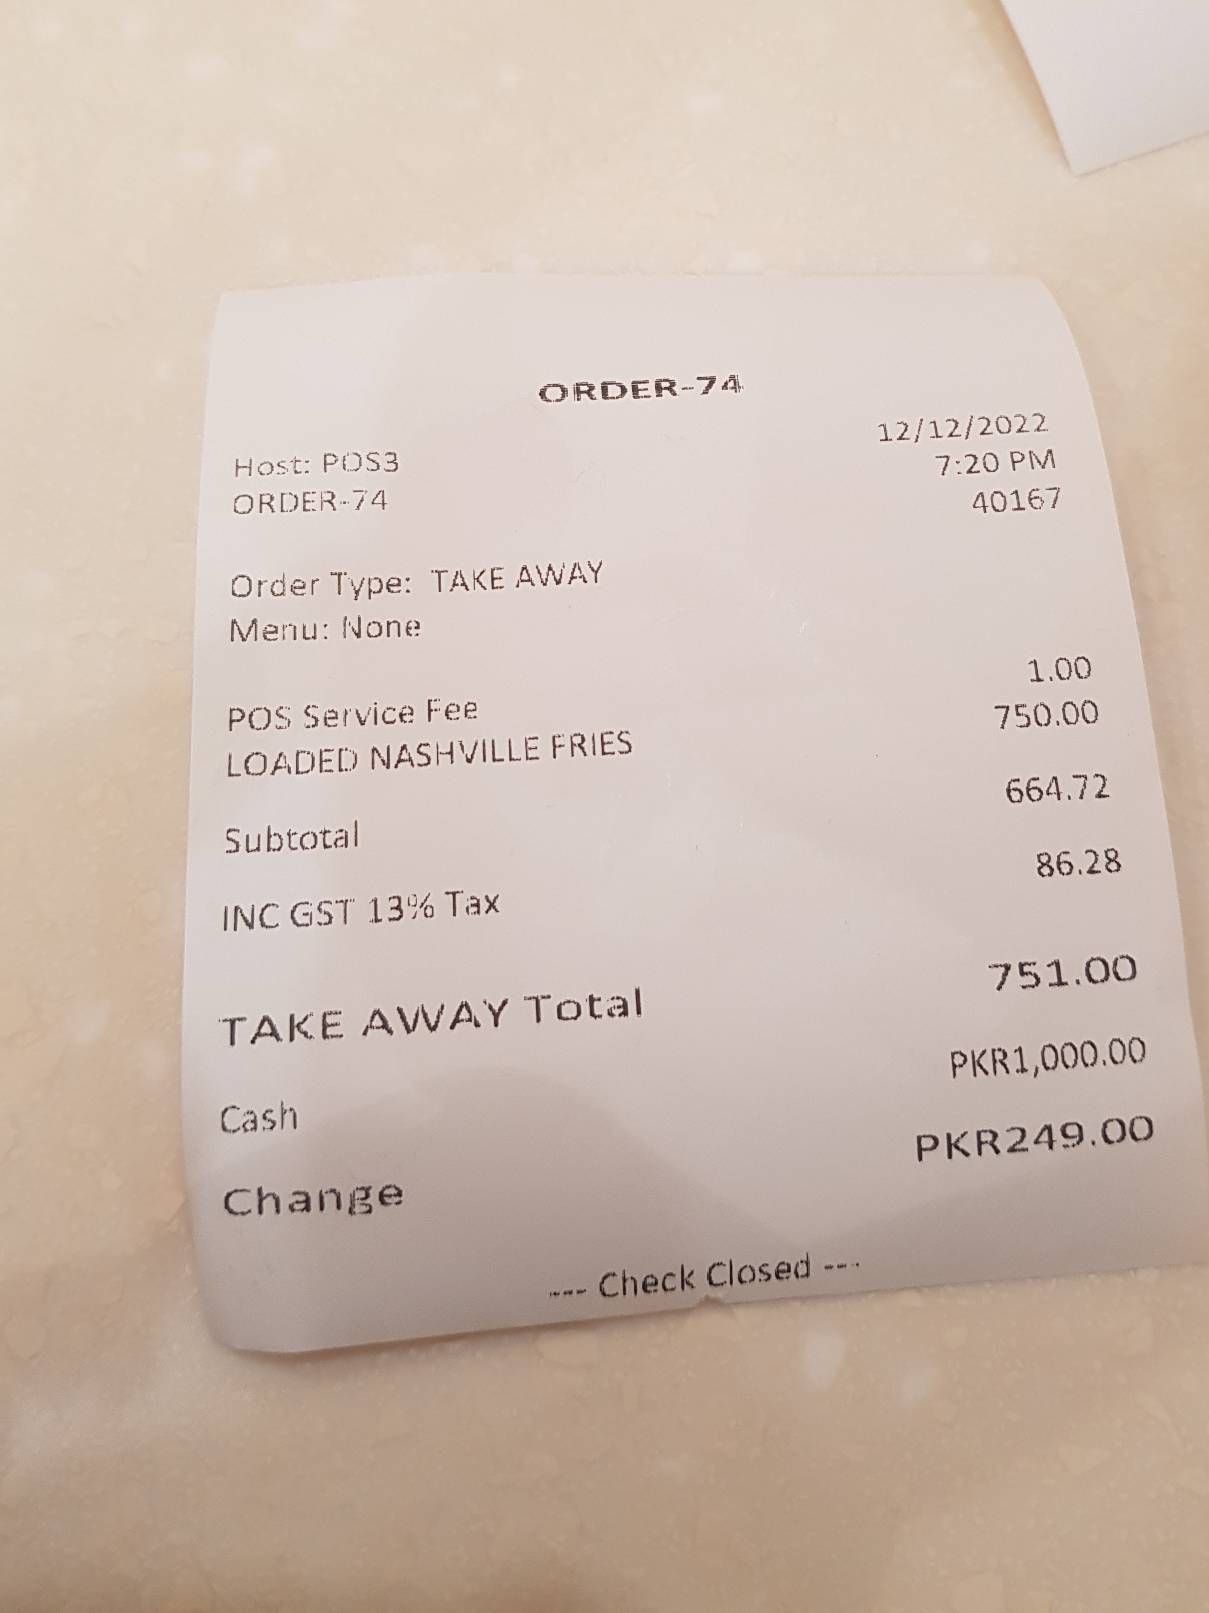 ORDER-74
12/12/2022
Host: POS3 7:20 PM
ORDER-74 40167
Order Type: TAKE AWAY
Menu: None
POS Service Fee 1.00
LOADED NASHVILLE FRIES 750.00
Subtotal 664.72
INC GST 13% Tax 86.28
TAKE AWAY Total 751.00
Cash PKR1,000.00
Change PKR249.00
--- Check Closed ---